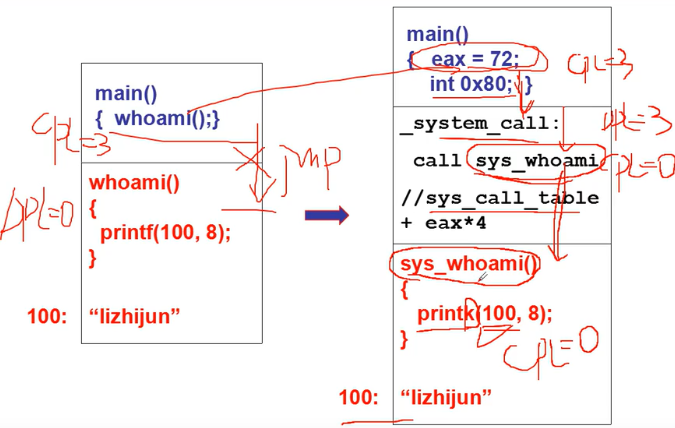 main()
{ whoami();}
CPL=3
jmp
DPL=0
whoami()
{
printf(100, 8);
}
100: “lizhijun”
main()
{ eax = 72;
int 0x80; }
CPL=3
_system_call:
DPL=3
call sys_whoami
CPL=0
//sys_call_table
+ eax*4
sys_whoami()
{
printk(100, 8);
}
CPL=0
100: “lizhijun”